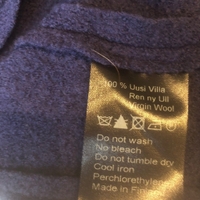 100 % Uusi Villa
Ren ny Ull
Virgin Wool
Do not wash
No bleach
Do not tumble dry
Cool iron
Perchlorethylen
Made in Fin